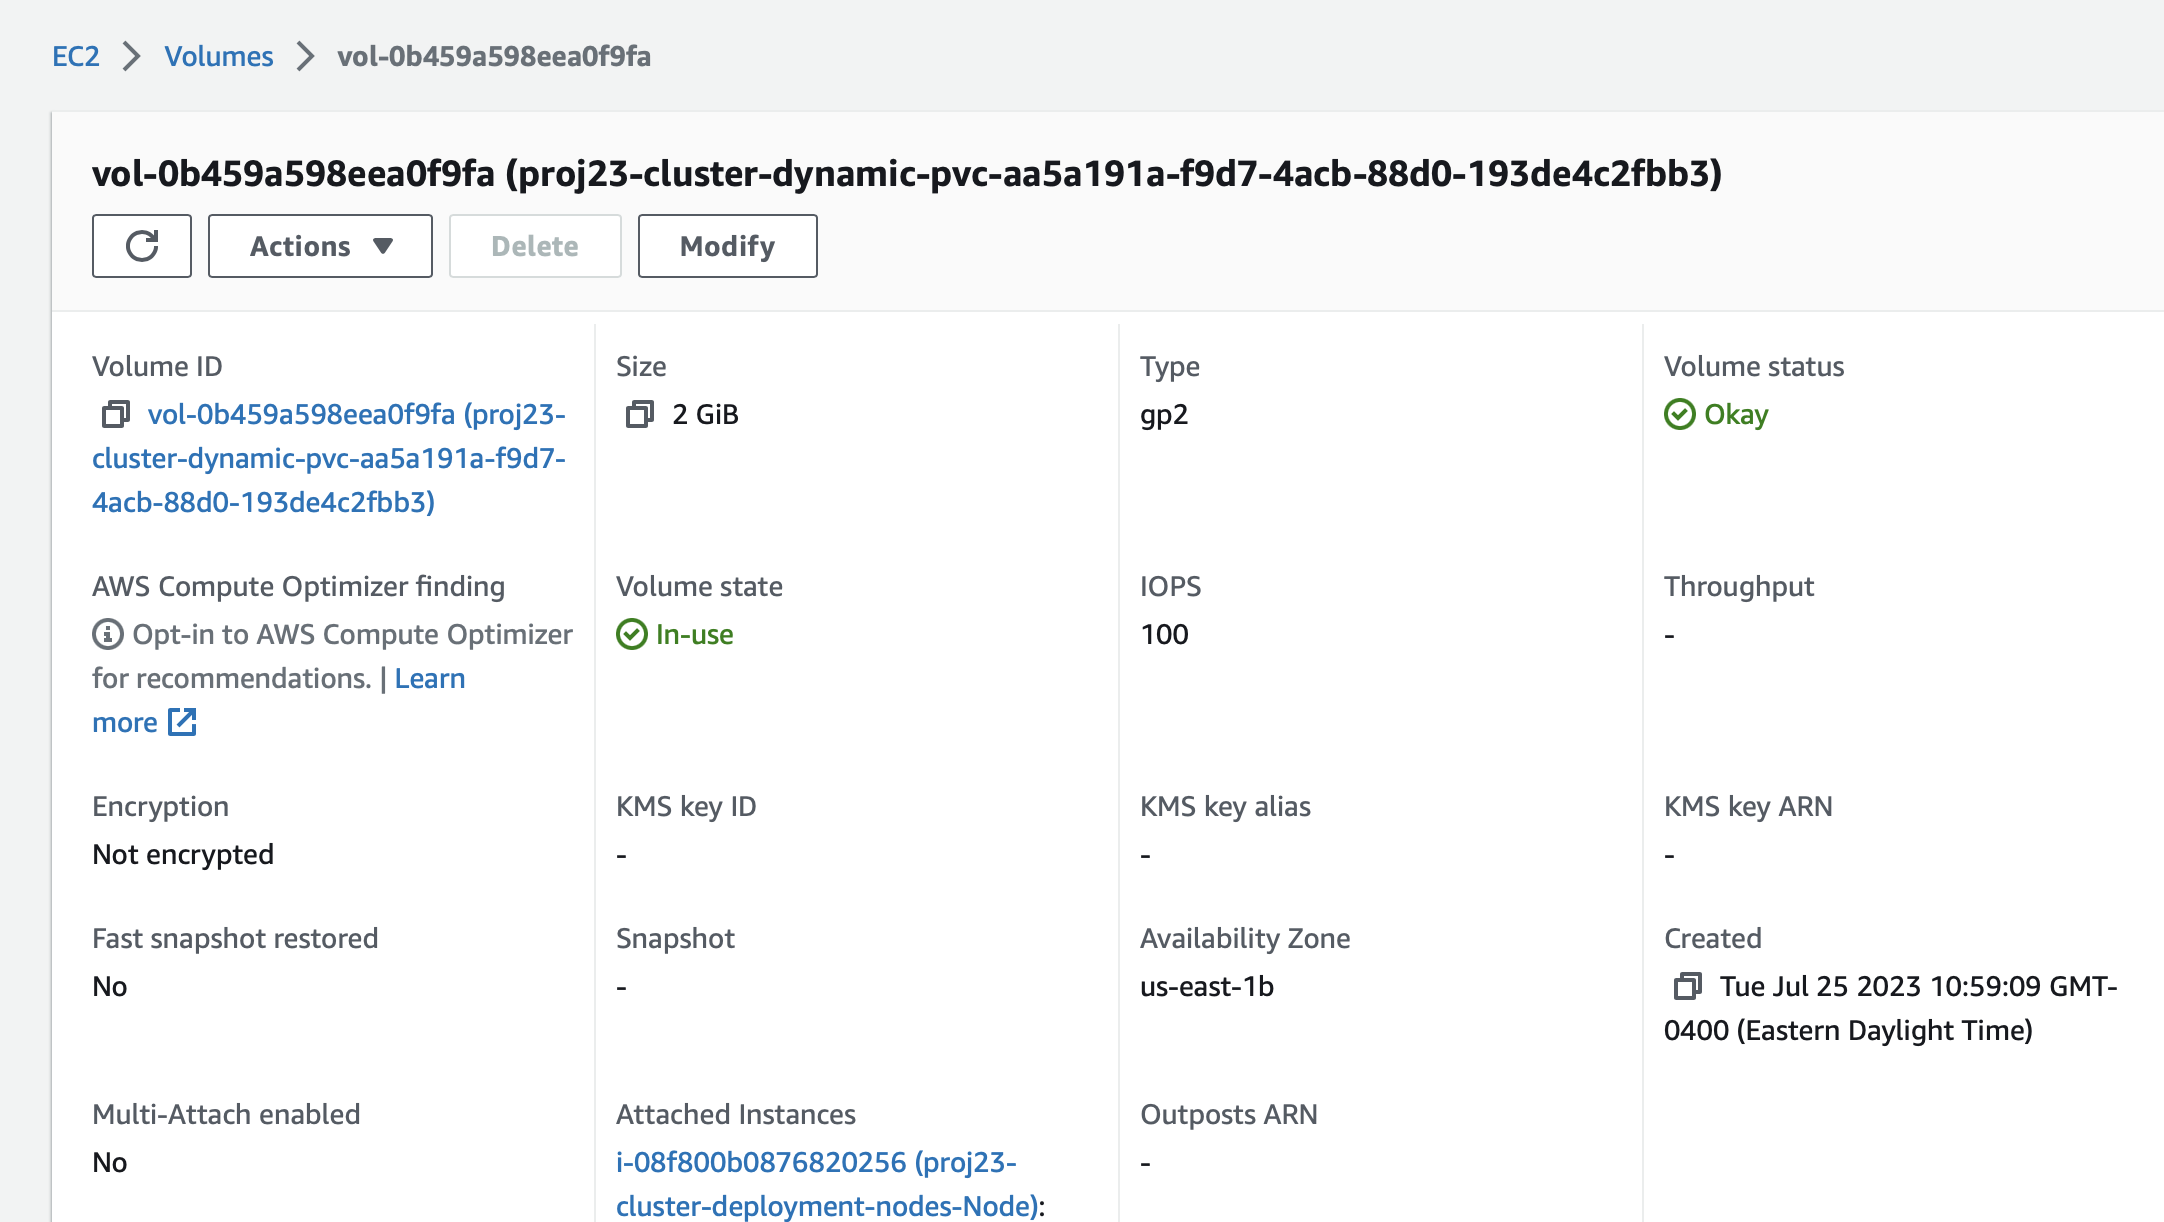 EC2 Volumes vol-0b459a598eea0f9fa
vol-0b459a598eea0f9fa (proj23-cluster-dynamic-pvc-aa5a191a-f9d7-4acb-88d0-193de4c2fbb3)
Actions Delete Modify
Volume ID
vol-0b459a598eea0f9fa (proj23-
cluster-dynamic-pvc-aa5a191a-f9d7-
4acb-88d0-193de4c2fbb3)
Size
2 GiB
Type
gp2
Volume status
Okay
AWS Compute Optimizer finding
Opt-in to AWS Compute Optimizer
for recommendations. | Learn
more
Volume state
In-use
IOPS
100
Throughput
-
Encryption
Not encrypted
KMS key ID
-
KMS key alias
-
KMS key ARN
-
Fast snapshot restored
No
Snapshot
-
Availability Zone
us-east-1b
Created
Tue Jul 25 2023 10:59:09 GMT-
0400 (Eastern Daylight Time)
Multi-Attach enabled
No
Attached Instances
i-08f800b0876820256 (proj23-
cluster-deployment-nodes-Node):
Outposts ARN
-